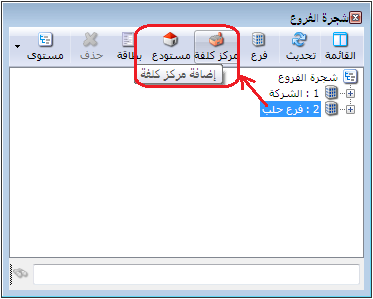 شجرة الفروع
القائمة تحديث فرع مركز كلفة مستودع بطاقة حذف مستوى
إضافة مركز كلفة
شجرة الفروع
1 : الشركة
2 : فرع حلب